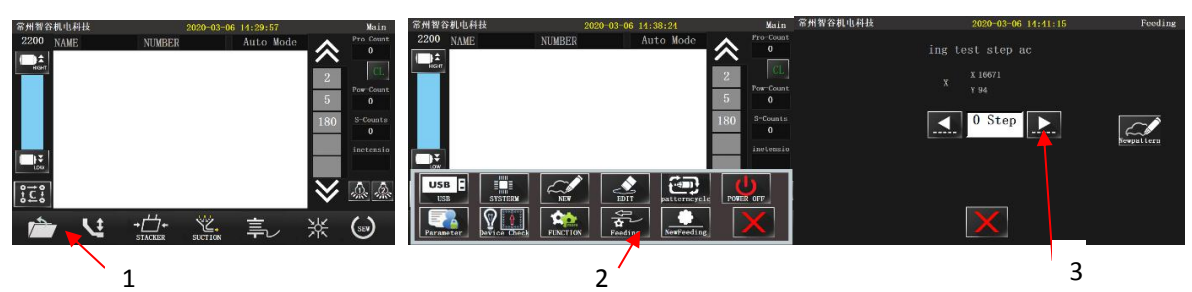 常州智谷机电科技 2020-03-06 14:29:57 Main
2200 NAME NUMBER Auto Mode Pro Count
0
HIGHT
2 CL
5 Pow-Count
0
180 S-Counts
0
inetensio
LOW
C
STACKER SUCTION SEW
1
常州智谷机电科技 2020-03-06 14:38:24 Main
2200 NAME NUMBER Auto Mode Pro-Count
0
HIGHT
2 CL
5 Pow-Count
0
180 S-Counts
0
inetensio
LOW
USB
USB SYSTERM NEW EDIT patterncycle POWER OFF
Parameter Device Check FUNCTION Feeding NewFeeding
2
常州智谷机电科技 2020-03-06 14:41:15 Feeding
ing test step ac
X X 16671
Y 94
0 Step
Newpattern
3